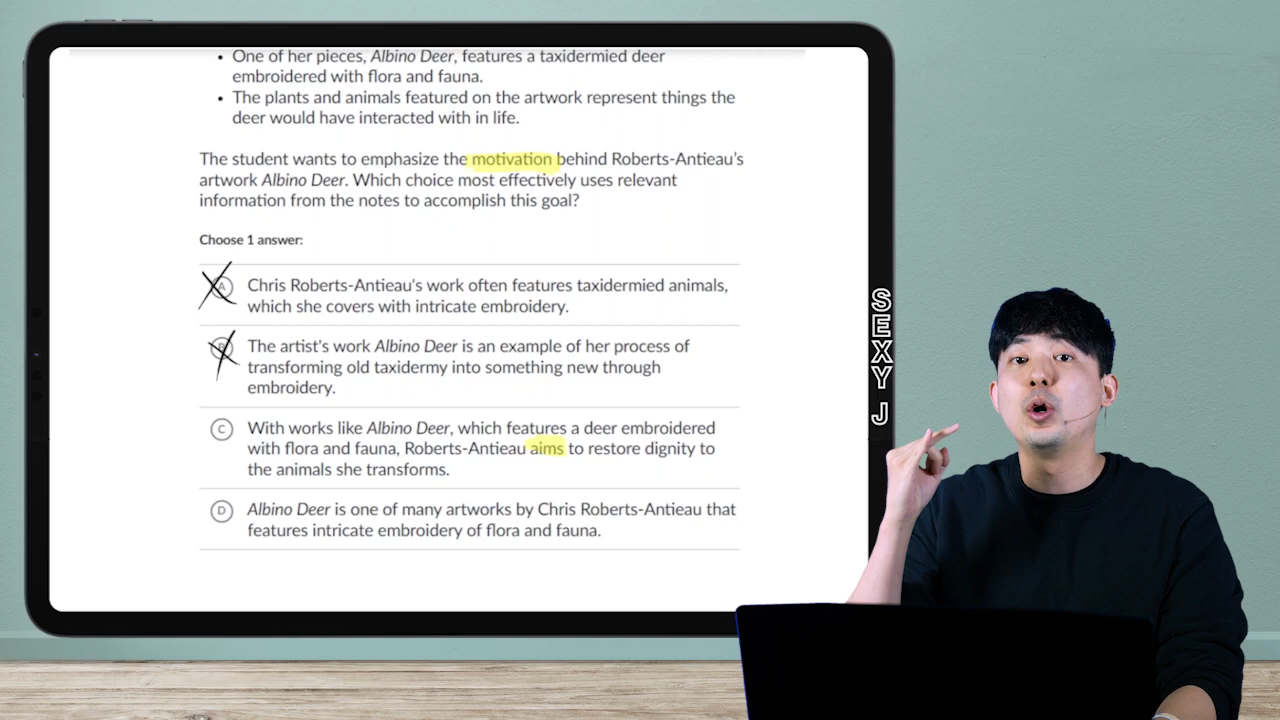 • One of her pieces, Albino Deer, features a taxidermied deer
embroidered with flora and fauna.
• The plants and animals featured on the artwork represent things the
deer would have interacted with in life.
The student wants to emphasize the motivation behind Roberts-Antieau's
artwork Albino Deer. Which choice most effectively uses relevant
information from the notes to accomplish this goal?
Choose 1 answer:
A Chris Roberts-Antieau's work often features taxidermied animals,
which she covers with intricate embroidery.
B The artist's work Albino Deer is an example of her process of
transforming old taxidermy into something new through
embroidery.
C With works like Albino Deer, which features a deer embroidered
with flora and fauna, Roberts-Antieau aims to restore dignity to
the animals she transforms.
D Albino Deer is one of many artworks by Chris Roberts-Antieau that
features intricate embroidery of flora and fauna.
SEXY J